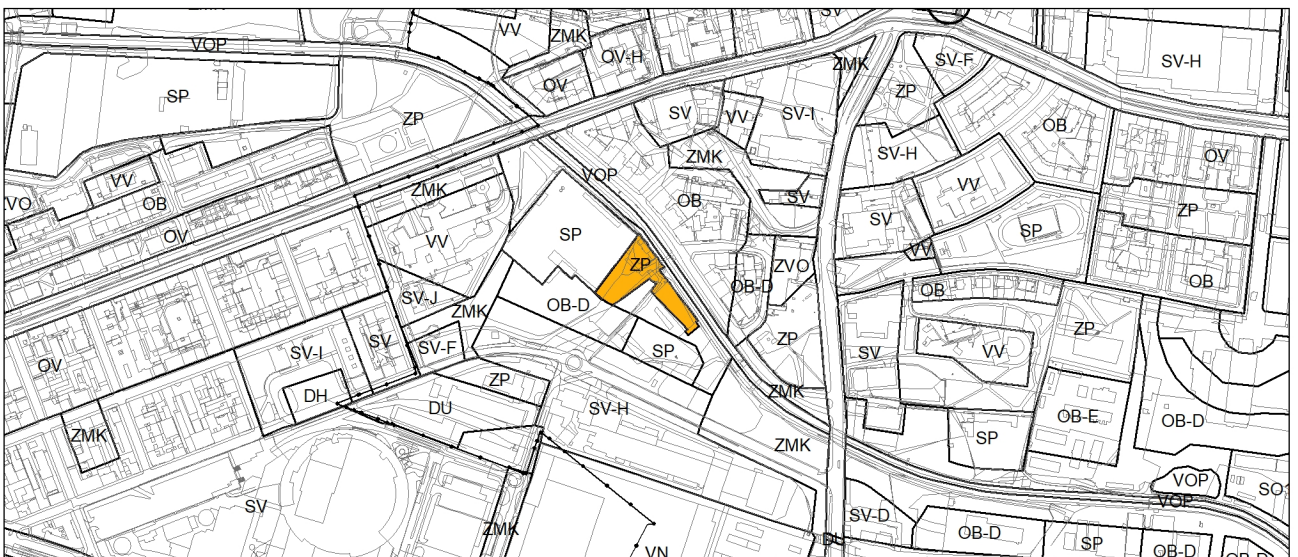 ZMK
SV
VOP
VV
ZMK
OV-H
SV-F
SV-H
ZMK
OV
SP
ZP
ZP
SV
VV
SV-I
OB
ZMK
SV-H
OV
VV
OB
VOP
ZMK
VV
SV
OB
ZP
ZVO
OV
VV
SP
ZP
SV
SP
VV
ZVO
OB-D
OB
SV-J
ZMK
OB-D
OB
ZP
SV-I
SV
SV-F
SP
ZP
SV
VV
OV
DH
ZP
DU
SV-H
ZMK
OB-E
OB-D
ZMK
ZMK
SP
VOP
VOP
SO
SV
SV-D
ZMK
VN
OB-D
SP
OB-D
OB-D